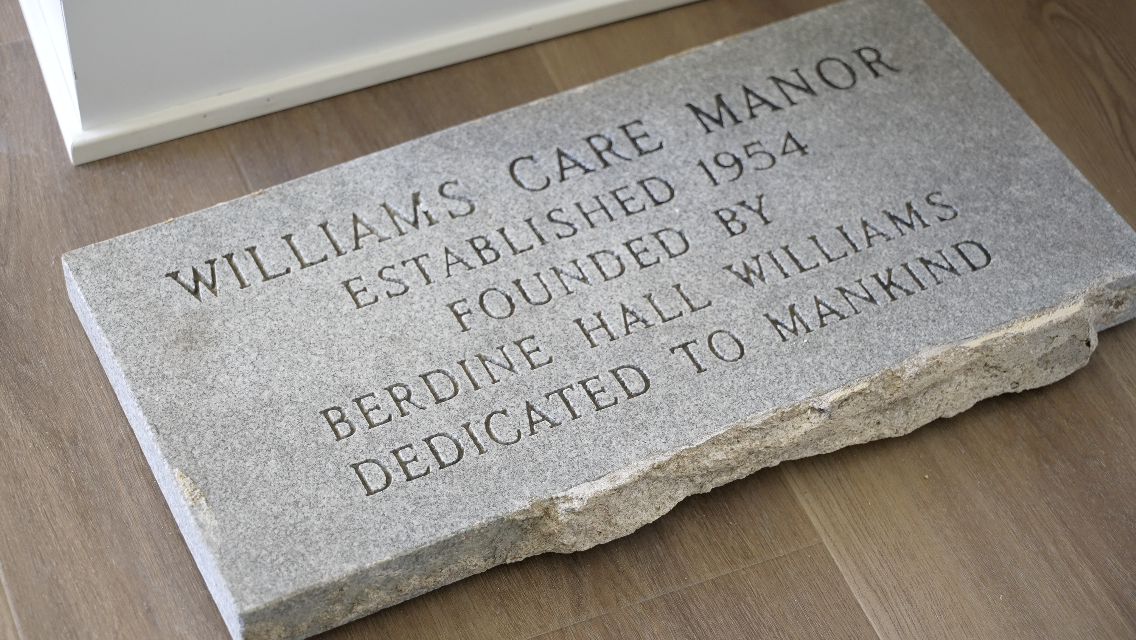 WILLIAMS CARE MANOR
ESTABLISHED 1954
FOUNDED BY
BERDINE HALL WILLIAMS
DEDICATED TO MANKIND